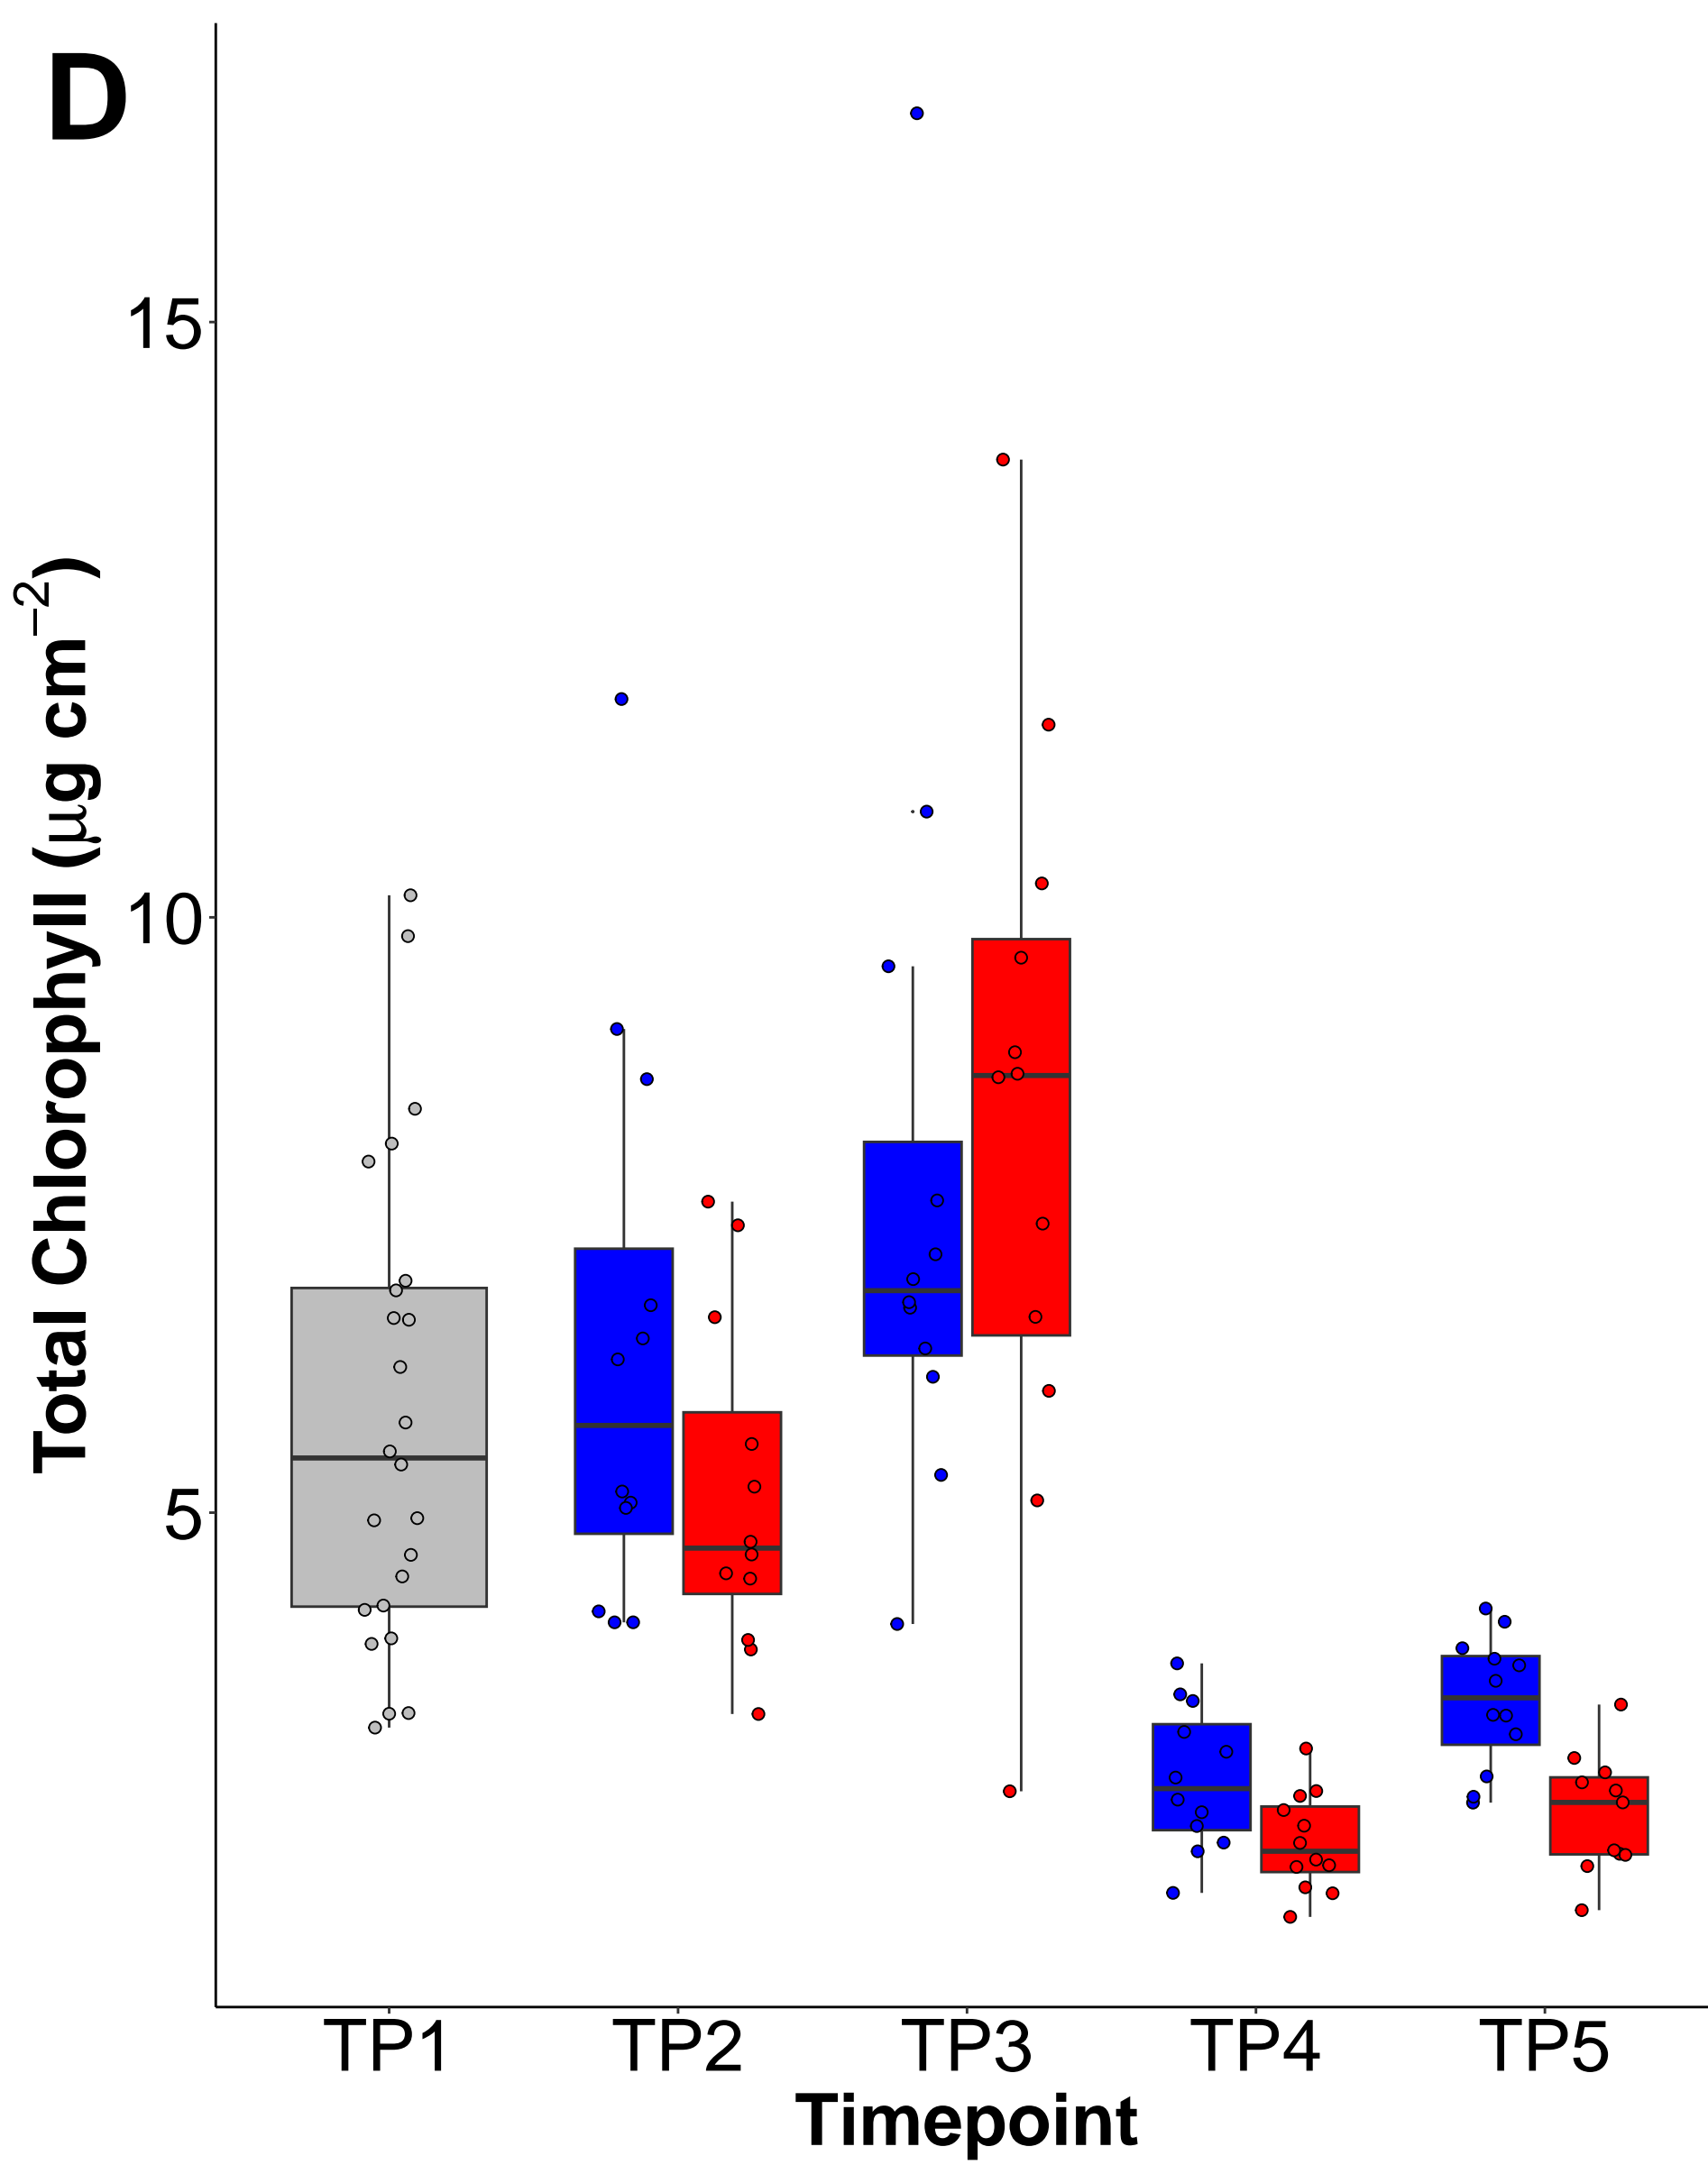 D
Total Chlorophyll (μg cm⁻²)
15
10
5
TP1 TP2 TP3 TP4 TP5
Timepoint